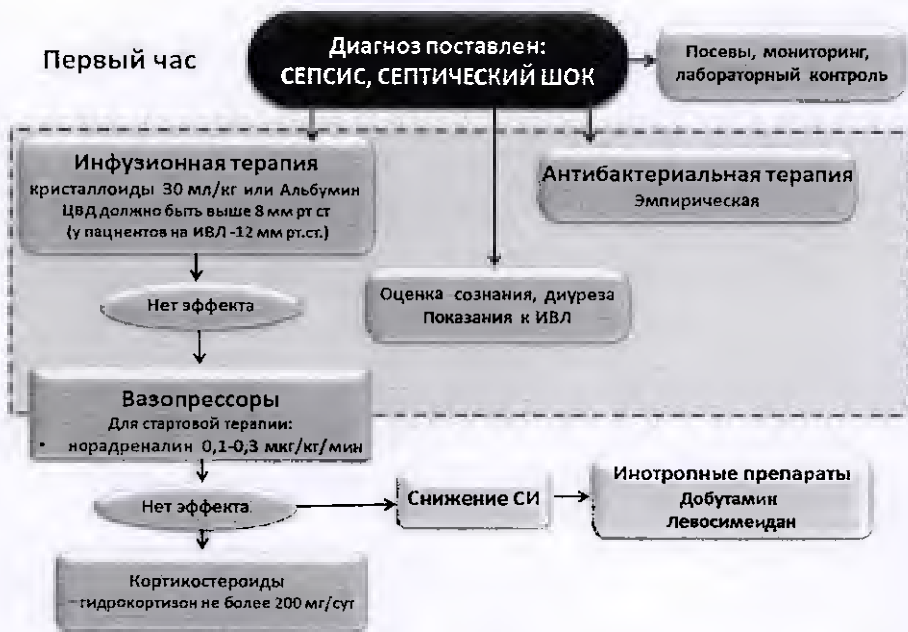 Первый час
Диагноз поставлен:
СЕПСИС, СЕПТИЧЕСКИЙ ШОК
Посевы, мониторинг,
лабораторный контроль
Инфузионная терапия
кристаллоиды 30 мл/кг или Альбумин
ЦВД должно быть выше 8 мм рт ст
(у пациентов на ИВЛ -12 мм рт.ст.)
Антибактериальная терапия
Эмпирическая
Нет эффекта
Оценка сознания, диуреза
Показания к ИВЛ
Вазопрессоры
Для стартовой терапии:
• норадреналин 0,1-0,3 мкг/кг/мин
Нет эффекта
Снижение СИ
Инотропные препараты
Добутамин
Левосимендан
Кортикостероиды
–гидрокортизон не более 200 мг/сут